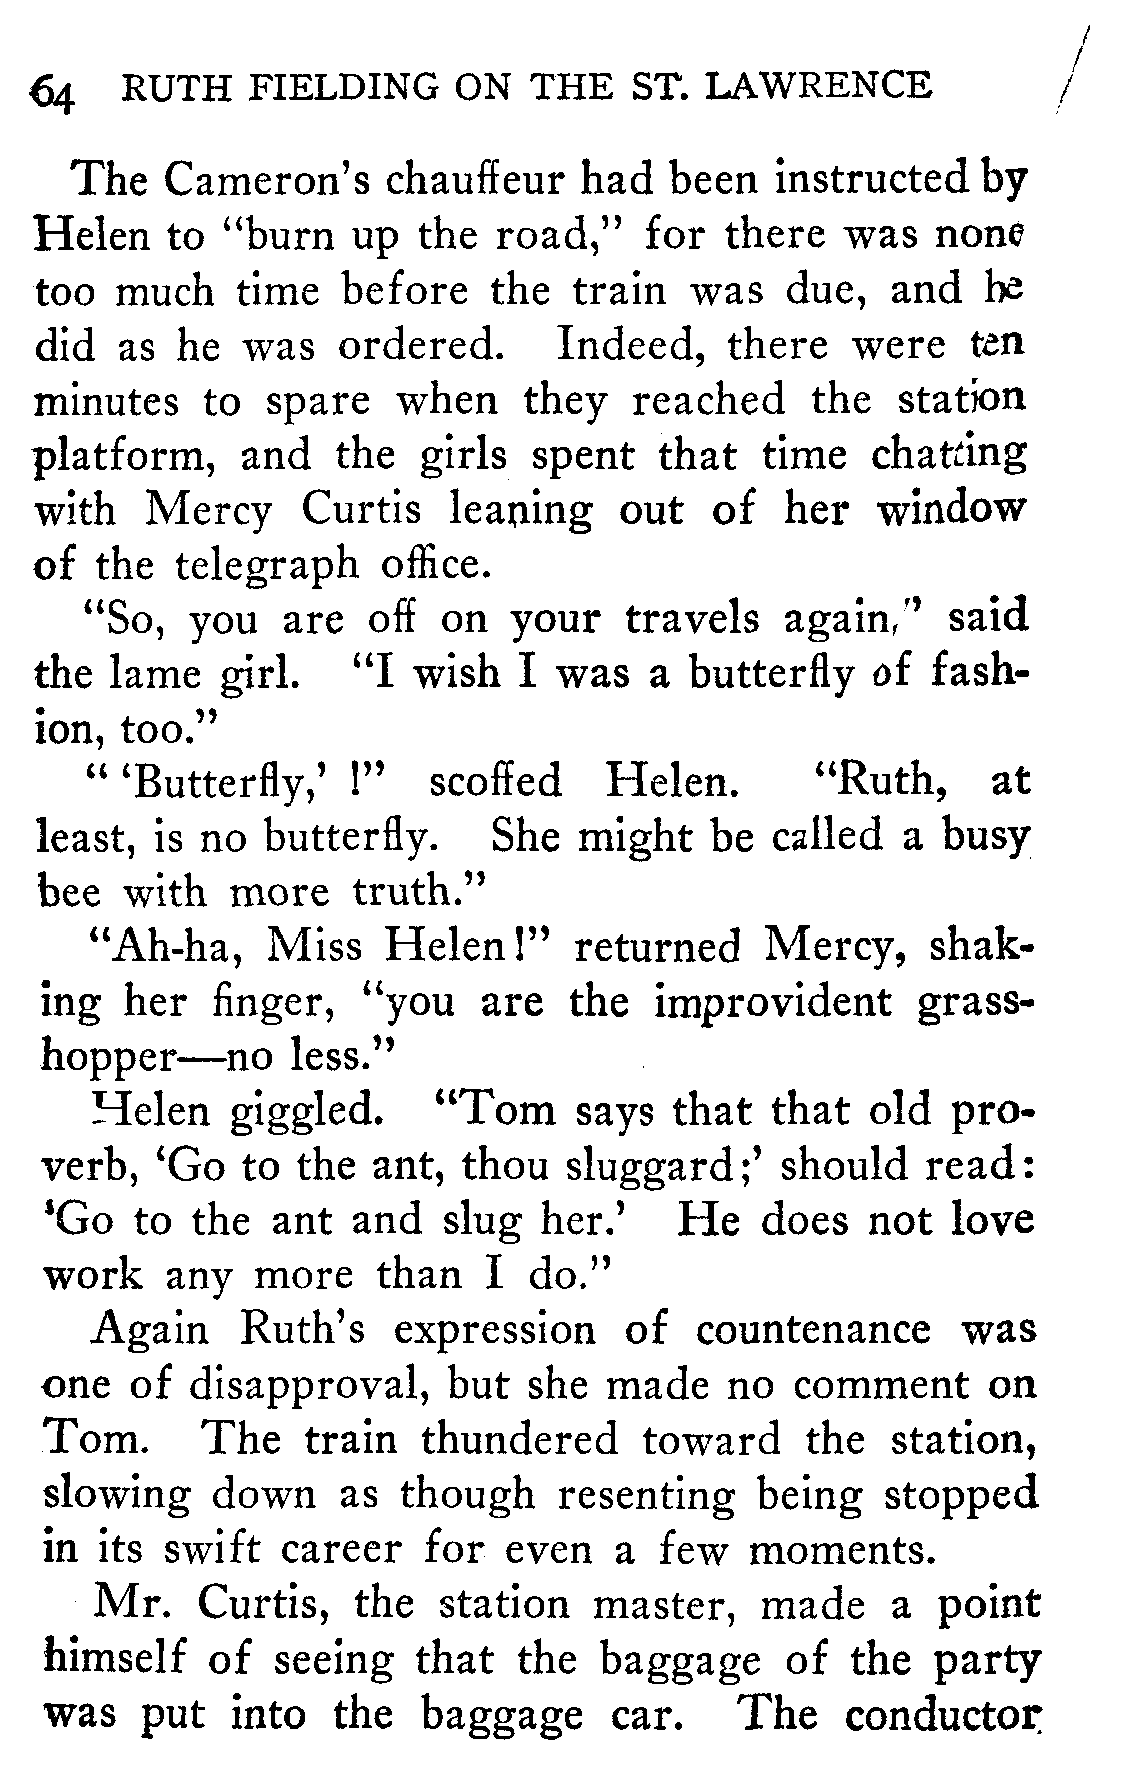 64 RUTH FIELDING ON THE ST. LAWRENCE
The Cameron's chauffeur had been instructed by
Helen to "burn up the road," for there was none
too much time before the train was due, and he
did as he was ordered. Indeed, there were ten
minutes to spare when they reached the station
platform, and the girls spent that time chatting
with Mercy Curtis leaning out of her window
of the telegraph office.
"So, you are off on your travels again," said
the lame girl. "I wish I was a butterfly of fash-
ion, too."
" 'Butterfly,' !" scoffed Helen. "Ruth, at
least, is no butterfly. She might be called a busy
bee with more truth."
"Ah-ha, Miss Helen!" returned Mercy, shak-
ing her finger, "you are the improvident grass-
hopper—no less."
Helen giggled. "Tom says that that old pro-
verb, 'Go to the ant, thou sluggard;' should read:
'Go to the ant and slug her.' He does not love
work any more than I do."
Again Ruth's expression of countenance was
one of disapproval, but she made no comment on
Tom. The train thundered toward the station,
slowing down as though resenting being stopped
in its swift career for even a few moments.
Mr. Curtis, the station master, made a point
himself of seeing that the baggage of the party
was put into the baggage car. The conductor